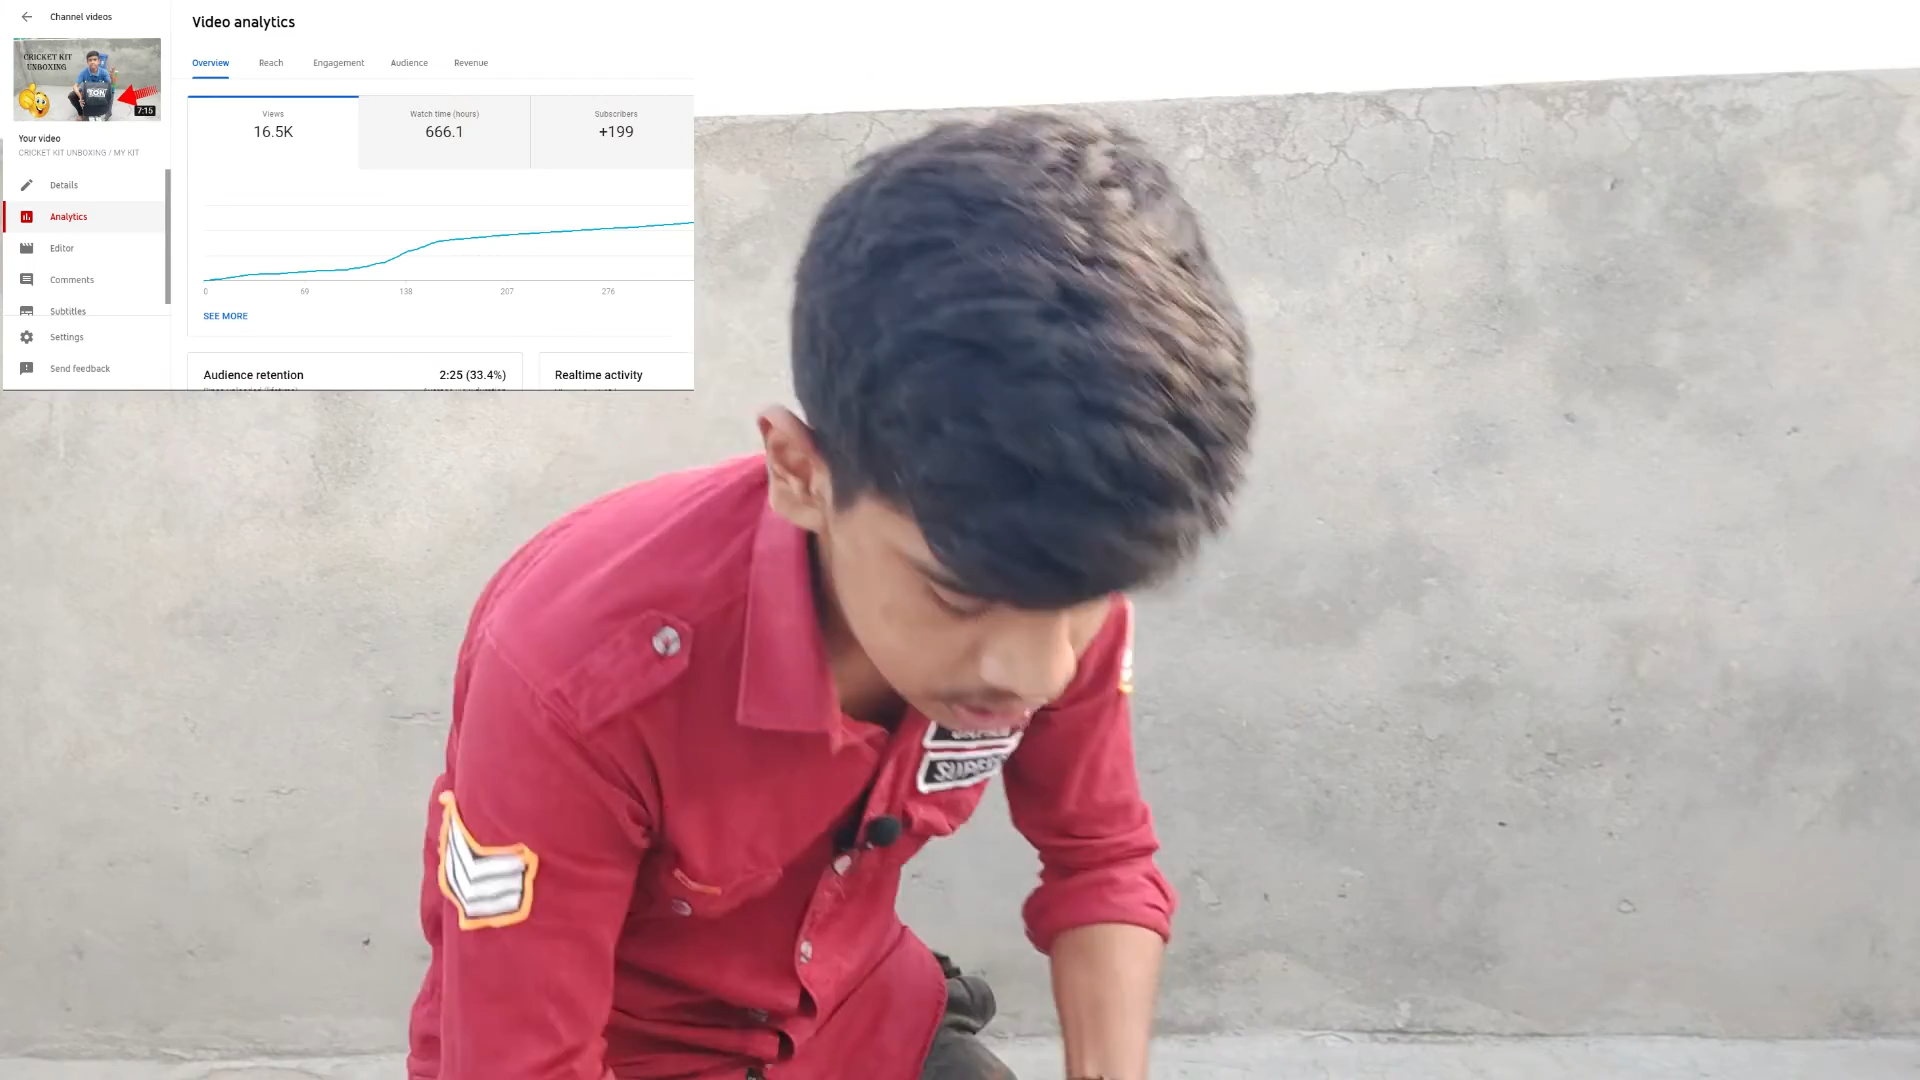 Channel videos
Video analytics
CRICKET KIT
UNBOXING
7:15
Your video
CRICKET KIT UNBOXING / MY KIT
Details
Analytics
Editor
Comments
Subtitles
Settings
Send feedback
Overview
Reach
Engagement
Audience
Revenue
Views
16.5K
Watch time (hours)
666.1
Subscribers
+199
0
69
138
207
276
SEE MORE
Audience retention
2:25 (33.4%)
Realtime activity